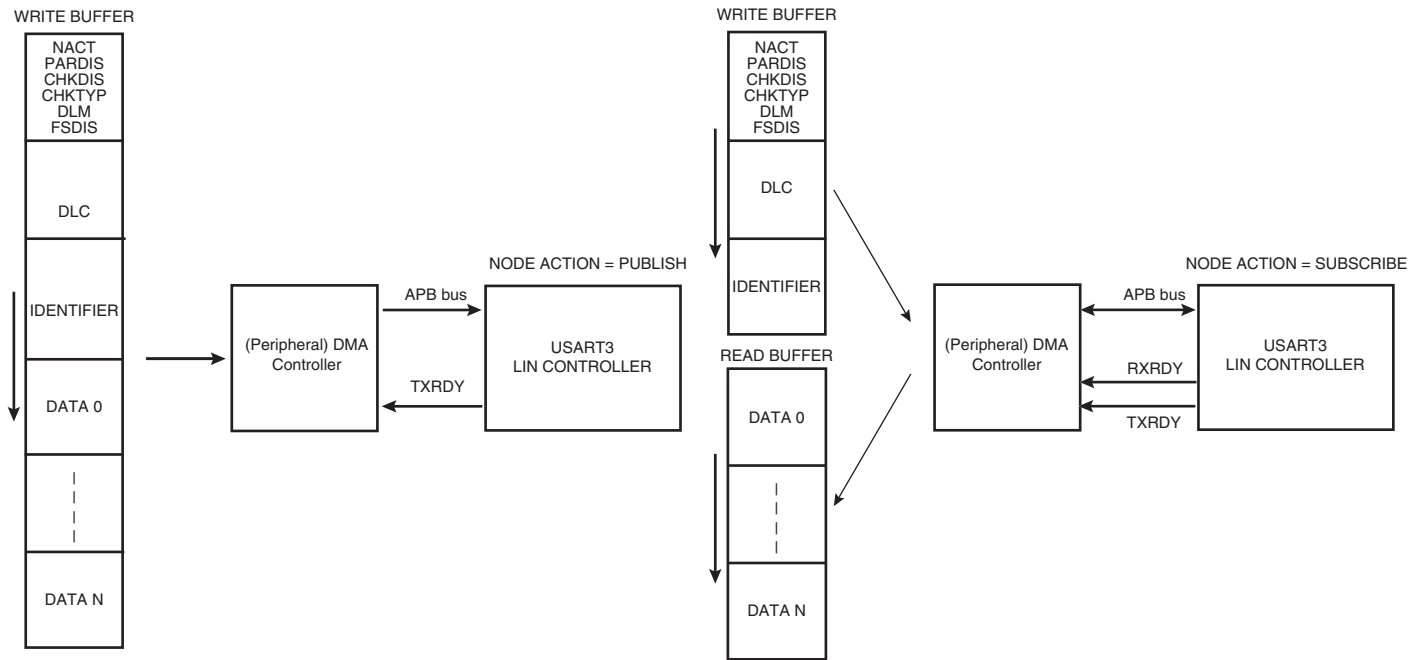 WRITE BUFFER
NACT
PARDIS
CHKDIS
CHKTYP
DLM
FSDIS
DLC
IDENTIFIER
DATA 0
DATA N
(Peripheral) DMA
Controller
APB bus
TXRDY
NODE ACTION = PUBLISH
USART3
LIN CONTROLLER
WRITE BUFFER
NACT
PARDIS
CHKDIS
CHKTYP
DLM
FSDIS
DLC
IDENTIFIER
READ BUFFER
DATA 0
DATA N
(Peripheral) DMA
Controller
APB bus
RXRDY
TXRDY
NODE ACTION = SUBSCRIBE
USART3
LIN CONTROLLER